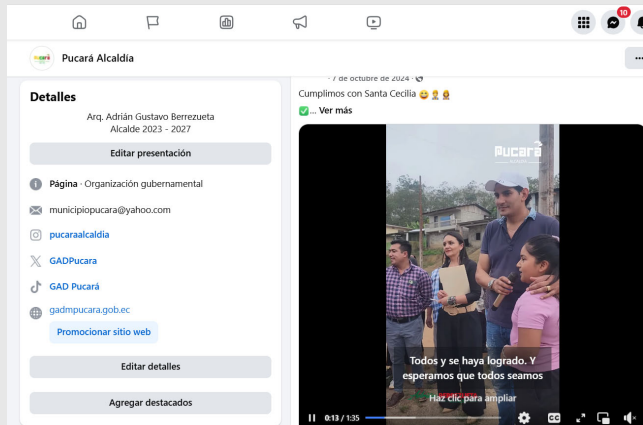 10
pucará
Pucará Alcaldía
Detalles
Arq. Adrián Gustavo Berrezueta
Alcalde 2023 - 2027
Editar presentación
Página · Organización gubernamental
municipiopucara@yahoo.com
pucaraalcaldia
GADPucara
GAD Pucará
gadmpucara.gob.ec
Promocionar sitio web
Editar detalles
Agregar destacados
· 7 de octubre de 2024 ·
Cumplimos con Santa Cecilia 😄
✅... Ver más
Pucará
Todos y se haya logrado. Y
esperamos que todos seamos
Haz clic para ampliar
0:13 / 1:35
CC